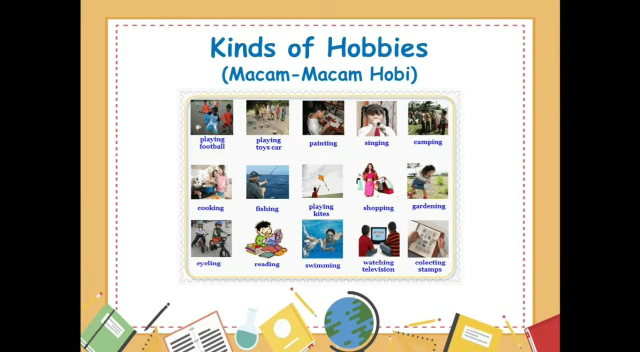 Kinds of Hobbies
(Macam-Macam Hobi)
playing
football
playing
toys car
painting
singing
camping
cooking
fishing
playing
kites
shopping
gardening
cycling
reading
swimming
watching
television
colecting
stamps